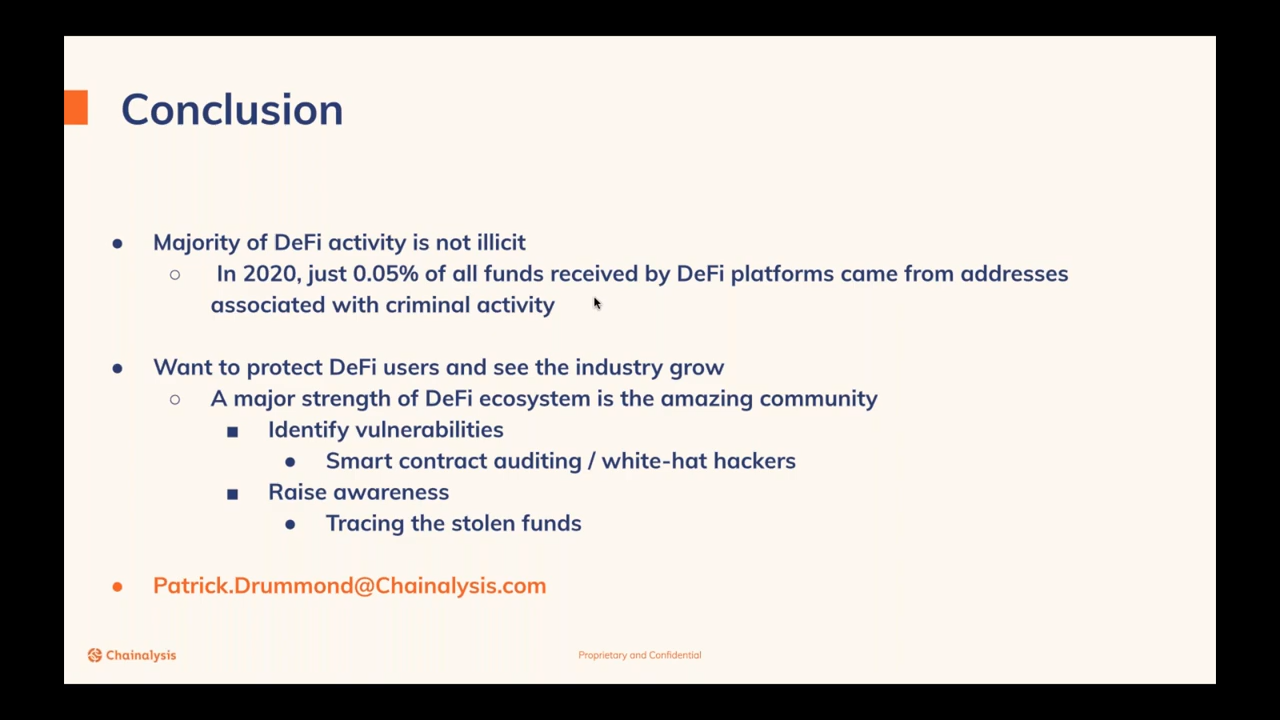 Conclusion
● Majority of DeFi activity is not illicit
○ In 2020, just 0.05% of all funds received by DeFi platforms came from addresses
associated with criminal activity
● Want to protect DeFi users and see the industry grow
○ A major strength of DeFi ecosystem is the amazing community
■ Identify vulnerabilities
● Smart contract auditing / white-hat hackers
■ Raise awareness
● Tracing the stolen funds
● Patrick.Drummond@Chainalysis.com
Chainalysis
Proprietary and Confidential